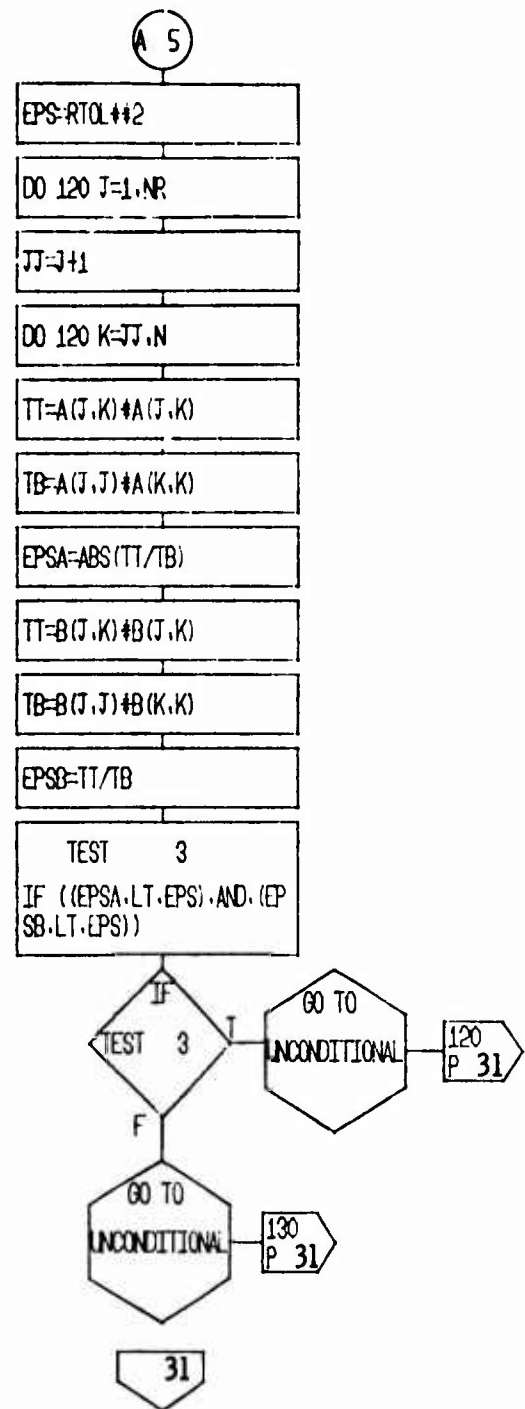 A 5
EPS=RTOL**2
DO 120 J=1,NR
JJ=J+1
DO 120 K=JJ,N
TT=A(J,K)*A(J,K)
TB=A(J,J)*A(K,K)
EPSA=ABS(TT/TB)
TT=B(J,K)*B(J,K)
TB=B(J,J)*B(K,K)
EPSB=TT/TB
TEST 3
IF ((EPSA.LT.EPS).AND.(EP
SB.LT.EPS))
IF
TEST 3
T
GO TO
UNCONDITIONAL
120
P 31
F
GO TO
UNCONDITIONAL
130
P 31
31